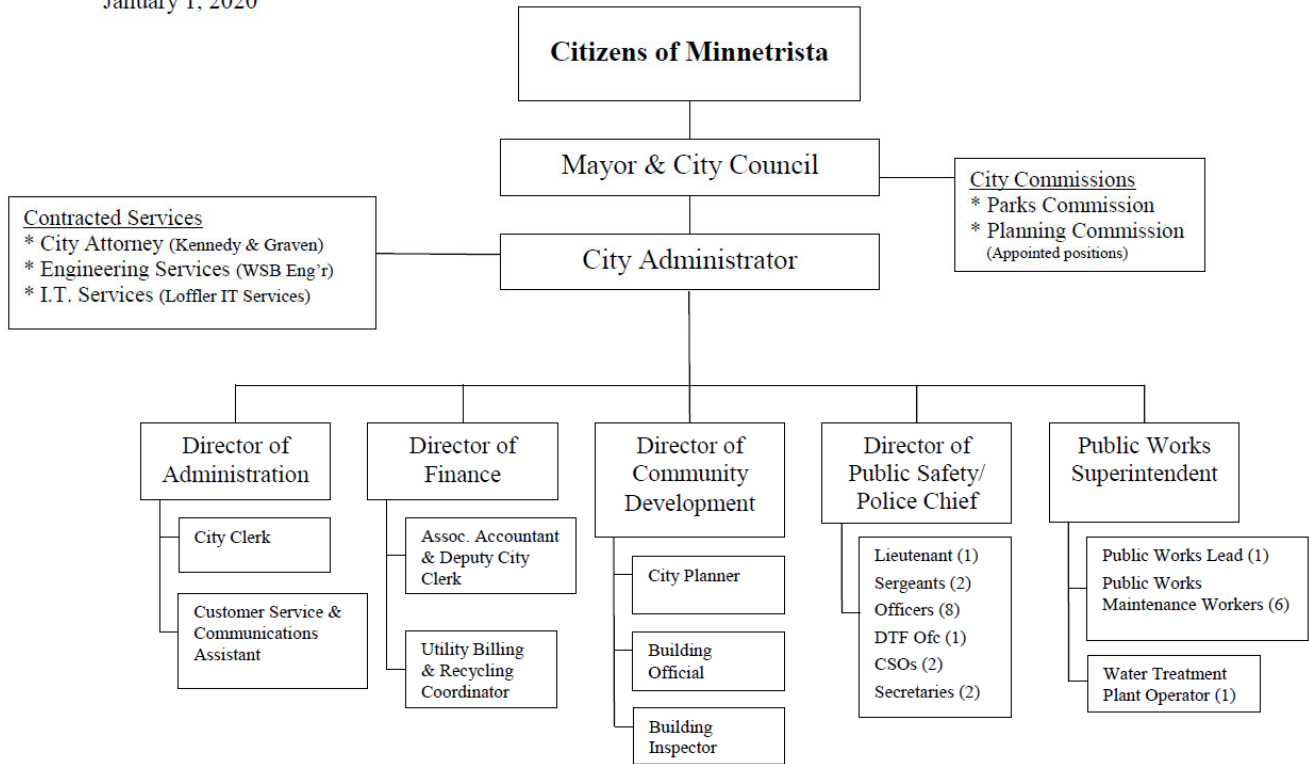 January 1, 2020
Citizens of Minnetrista
Mayor & City Council
City Commissions
* Parks Commission
* Planning Commission
(Appointed positions)
Contracted Services
* City Attorney (Kennedy & Graven)
* Engineering Services (WSB Eng'r)
* I.T. Services (Loffler IT Services)
City Administrator
Director of
Administration
City Clerk
Customer Service &
Communications
Assistant
Director of
Finance
Assoc. Accountant
& Deputy City
Clerk
Utility Billing
& Recycling
Coordinator
Director of
Community
Development
City Planner
Building
Official
Building
Inspector
Director of
Public Safety/
Police Chief
Lieutenant (1)
Sergeants (2)
Officers (8)
DTF Ofc (1)
CSOs (2)
Secretaries (2)
Public Works
Superintendent
Public Works Lead (1)
Public Works
Maintenance Workers (6)
Water Treatment
Plant Operator (1)